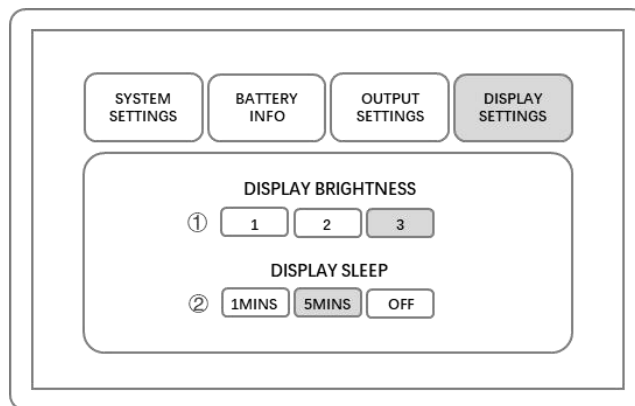 SYSTEM
SETTINGS
BATTERY
INFO
OUTPUT
SETTINGS
DISPLAY
SETTINGS
DISPLAY BRIGHTNESS
① 1 2 3
DISPLAY SLEEP
② 1MINS 5MINS OFF